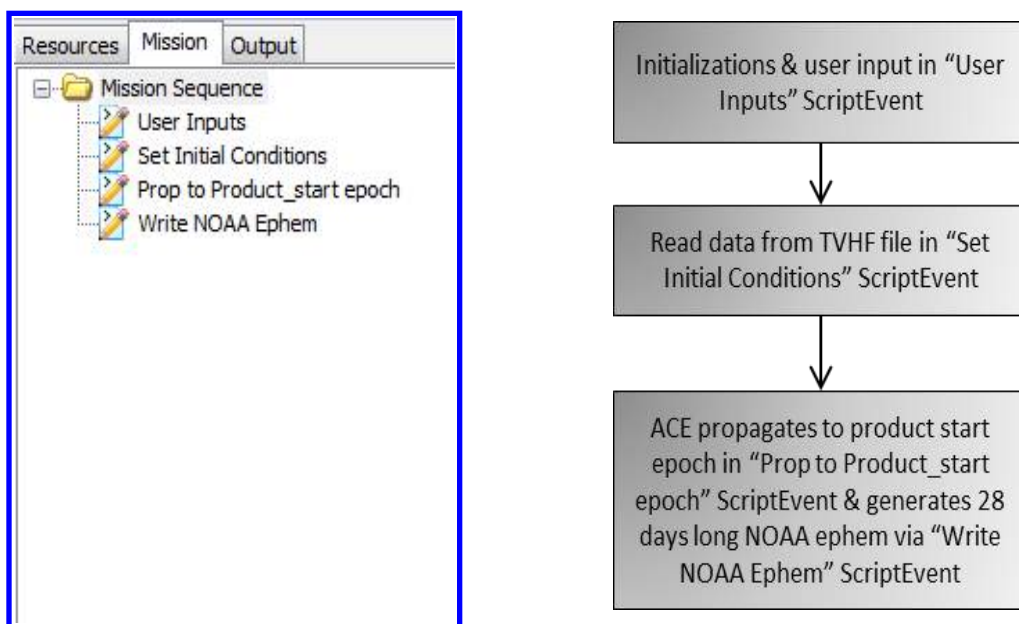 Resources Mission Output
Mission Sequence
User Inputs
Set Initial Conditions
Prop to Product_start epoch
Write NOAA Ephem
Initializations & user input in “User
Inputs” ScriptEvent
Read data from TVHF file in “Set
Initial Conditions” ScriptEvent
ACE propagates to product start
epoch in “Prop to Product_start
epoch” ScriptEvent & generates 28
days long NOAA ephem via “Write
NOAA Ephem” ScriptEvent